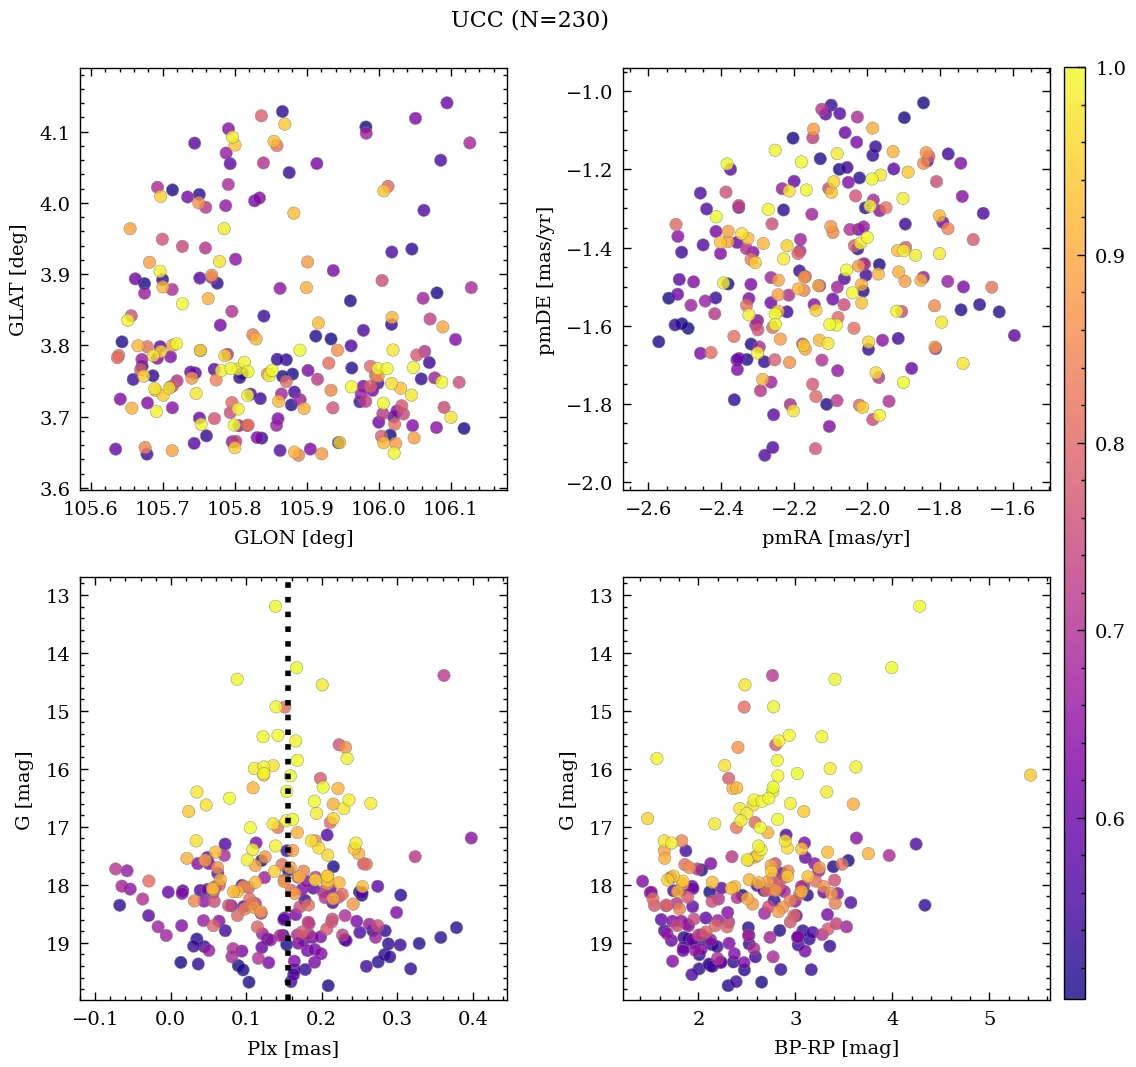 UCC (N=230)
4.1
4.0
3.9
3.8
3.7
3.6
GLAT [deg]
105.6 105.7 105.8 105.9 106.0 106.1
GLON [deg]
−1.0
−1.2
−1.4
−1.6
−1.8
−2.0
pmDE [mas/yr]
−2.6 −2.4 −2.2 −2.0 −1.8 −1.6
pmRA [mas/yr]
1.0
0.9
0.8
0.7
0.6
13
14
15
16
17
18
19
G [mag]
−0.1 0.0 0.1 0.2 0.3 0.4
Plx [mas]
13
14
15
16
17
18
19
G [mag]
2 3 4 5
BP-RP [mag]